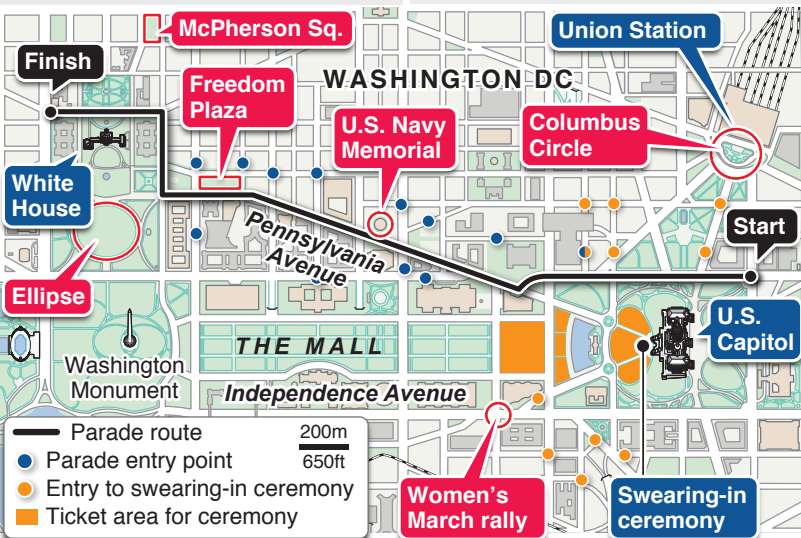 McPherson Sq.
Union Station
Finish
WASHINGTON DC
Freedom
Plaza
U.S. Navy
Memorial
Columbus
Circle
White
House
Start
Pennsylvania
Avenue
Ellipse
U.S.
Capitol
THE MALL
Washington
Monument
Independence Avenue
Parade route
200m
650ft
Parade entry point
Entry to swearing-in ceremony
Ticket area for ceremony
Women's
March rally
Swearing-in
ceremony